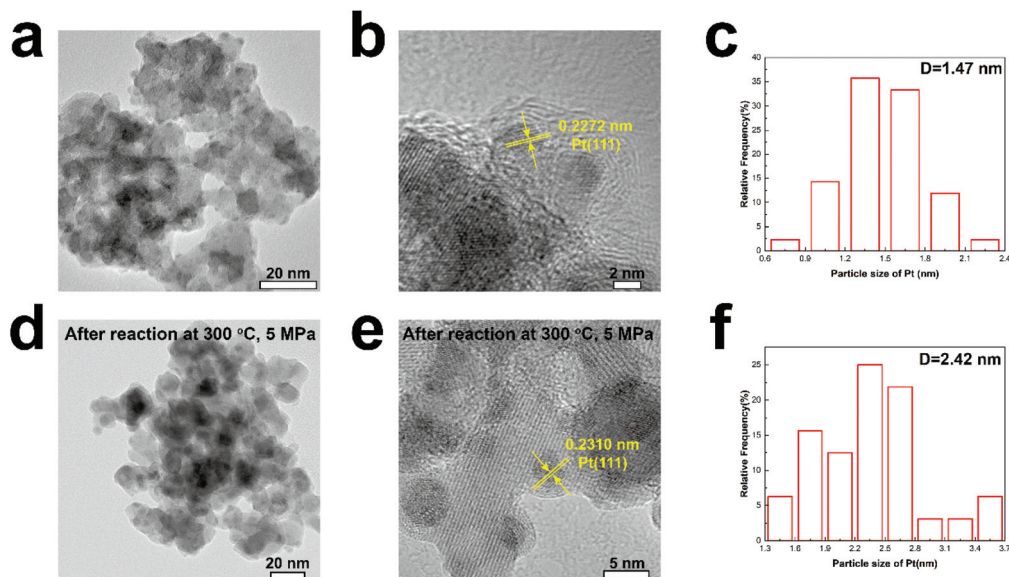 a
b
c
20 nm
0.2272 nm
Pt(111)
2 nm
D=1.47 nm
Relative Frequency(%)
40
35
30
25
20
15
10
5
0
0.6 0.9 1.2 1.5 1.8 2.1 2.4
Particle size of Pt (nm)
d
e
f
After reaction at 300 °C, 5 MPa
20 nm
After reaction at 300 °C, 5 MPa
0.2310 nm
Pt(111)
5 nm
D=2.42 nm
Relative Frequency(%)
25
20
15
10
5
0
1.3 1.6 1.9 2.2 2.5 2.8 3.1 3.4 3.7
Particle size of Pt(nm)